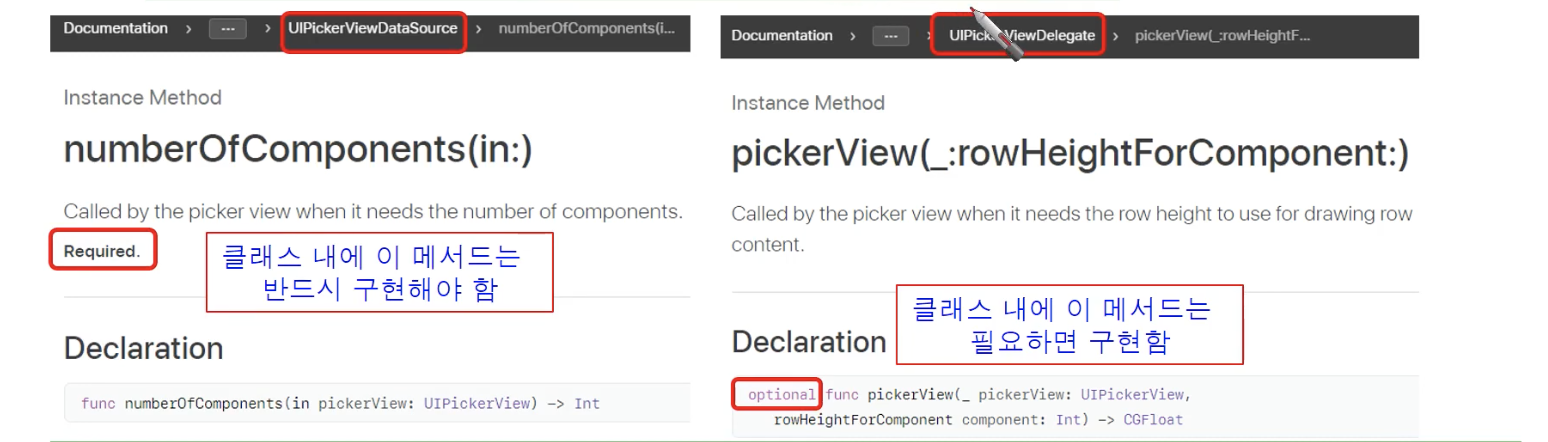 Documentation > ... > UIPickerViewDataSource > numberOfComponents(i...
Instance Method
numberOfComponents(in:)
Called by the picker view when it needs the number of components.
Required.
클래스 내에 이 메서드는
반드시 구현해야 함
Declaration
func numberOfComponents(in pickerView: UIPickerView) -> Int
Documentation > ... > UIPickerViewDelegate > pickerView(_:rowHeightF...
Instance Method
pickerView(_:rowHeightForComponent:)
Called by the picker view when it needs the row height to use for drawing row
content.
클래스 내에 이 메서드는
필요하면 구현함
Declaration
optional func pickerView(_ pickerView: UIPickerView,
rowHeightForComponent component: Int) -> CGFloat